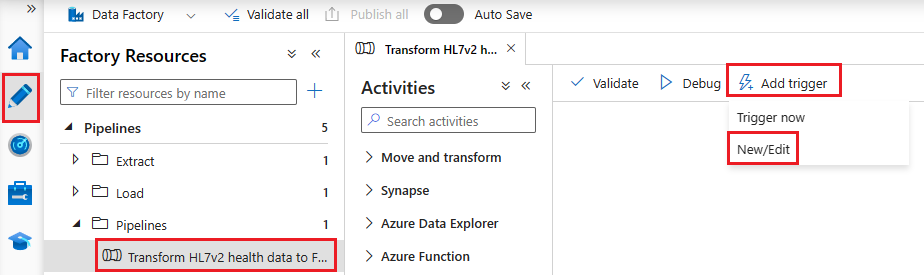 »
Data Factory
Validate all
Publish all
Auto Save
Factory Resources
Filter resources by name
Pipelines 5
Extract 1
Load 1
Pipelines 1
Transform HL7v2 health data to F...
Transform HL7v2 h...
Activities
Search activities
Move and transform
Synapse
Azure Data Explorer
Azure Function
Validate
Debug
Add trigger
Trigger now
New/Edit